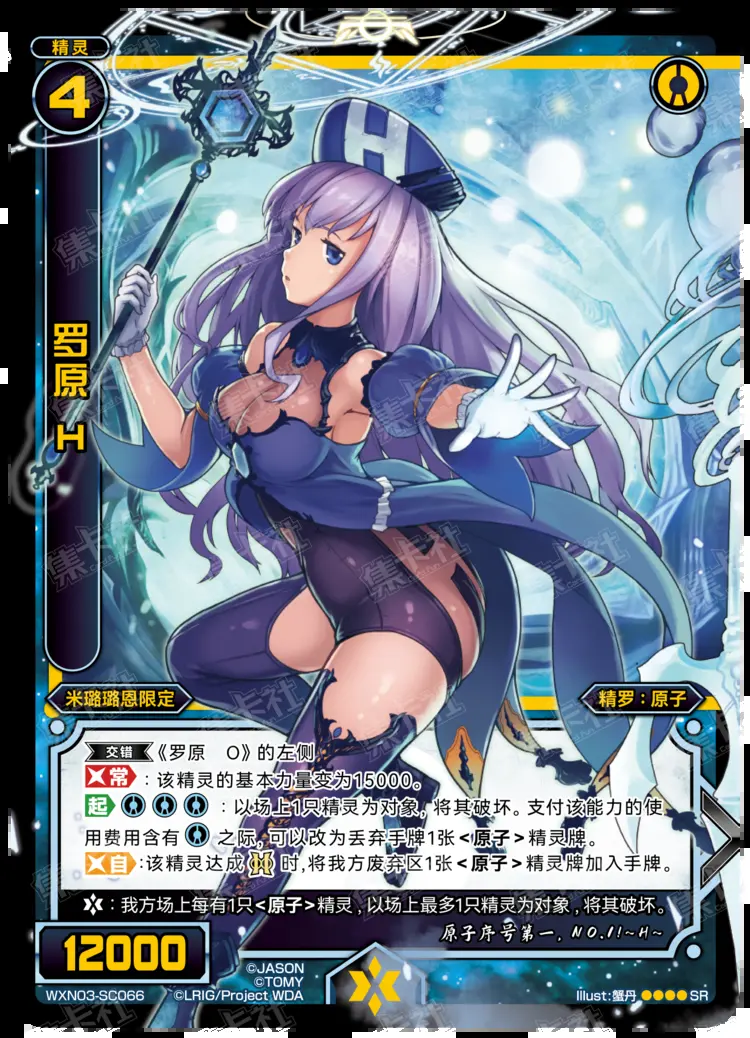 精灵
4
H
罗原 H
米璐璐恩限定
精罗：原子
交错 《罗原 O》的左侧
常：该精灵的基本力量变为15000。
起：以场上1只精灵为对象，将其破坏。支付该能力的使
用费用含有 之际，可以改为丢弃手牌1张<原子>精灵牌。
自：该精灵达成 时，将我方废弃区1张<原子>精灵牌加入手牌。
：我方场上每有1只<原子>精灵，以场上最多1只精灵为对象，将其破坏。
原子序号第一，NO.1!~H~
12000
©JASON
©TOMY
WXN03-SC066 ©LRIG/Project WDA
Illust:蟹丹 SR
集卡社